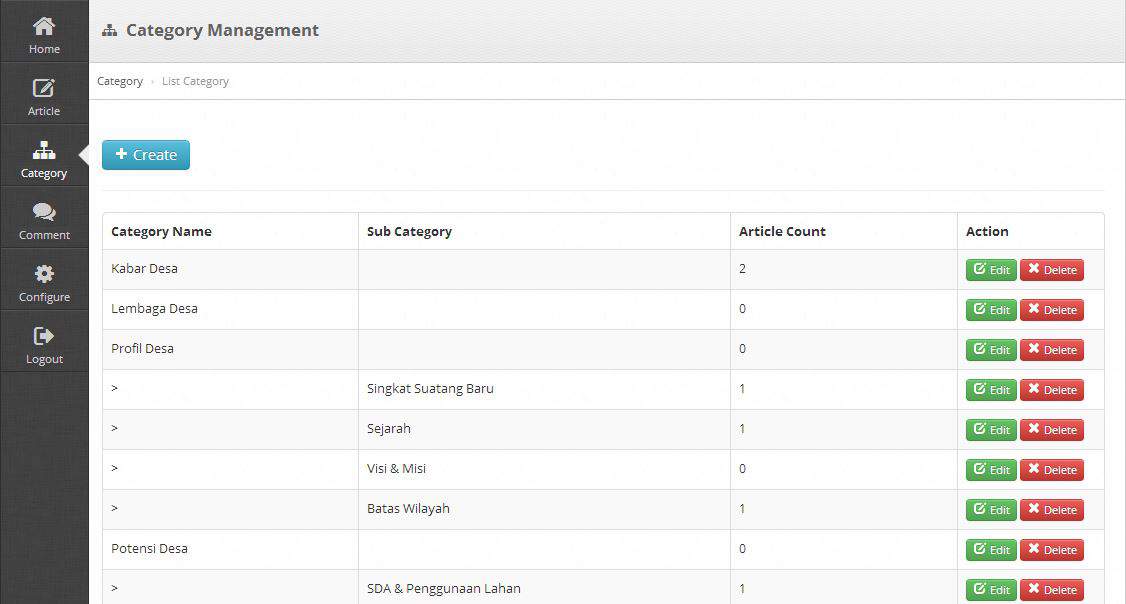 Home
Article
Category
Comment
Configure
Logout
Category Management
Category List Category
Create
Category Name Sub Category Article Count Action
Kabar Desa 2 Edit Delete
Lembaga Desa 0 Edit Delete
Profil Desa 0 Edit Delete
> Singkat Suatang Baru 1 Edit Delete
> Sejarah 1 Edit Delete
> Visi & Misi 0 Edit Delete
> Batas Wilayah 1 Edit Delete
Potensi Desa 0 Edit Delete
> SDA & Penggunaan Lahan 1 Edit Delete